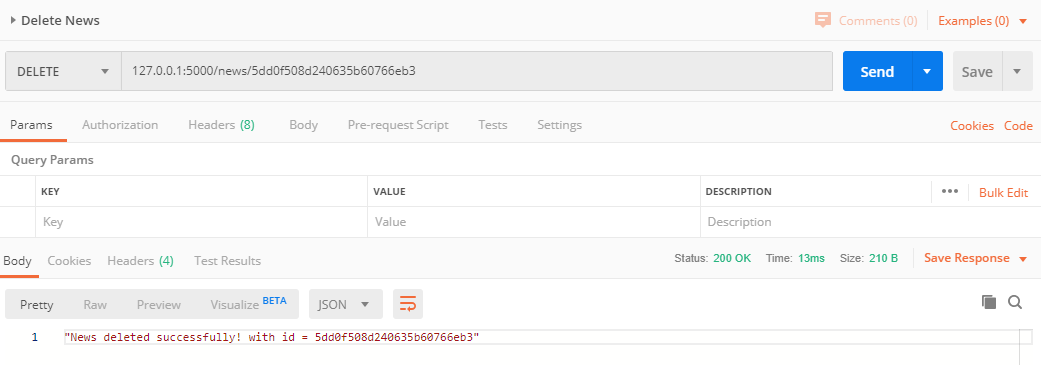 Delete News Comments (0) Examples (0)
DELETE 127.0.0.1:5000/news/5dd0f508d240635b60766eb3 Send Save
Params Authorization Headers (8) Body Pre-request Script Tests Settings Cookies Code
Query Params
KEY VALUE DESCRIPTION ••• Bulk Edit
Key Value Description
Body Cookies Headers (4) Test Results Status: 200 OK Time: 13ms Size: 210 B Save Response
Pretty Raw Preview Visualize BETA JSON
1 "News deleted successfully! with id = 5dd0f508d240635b60766eb3"